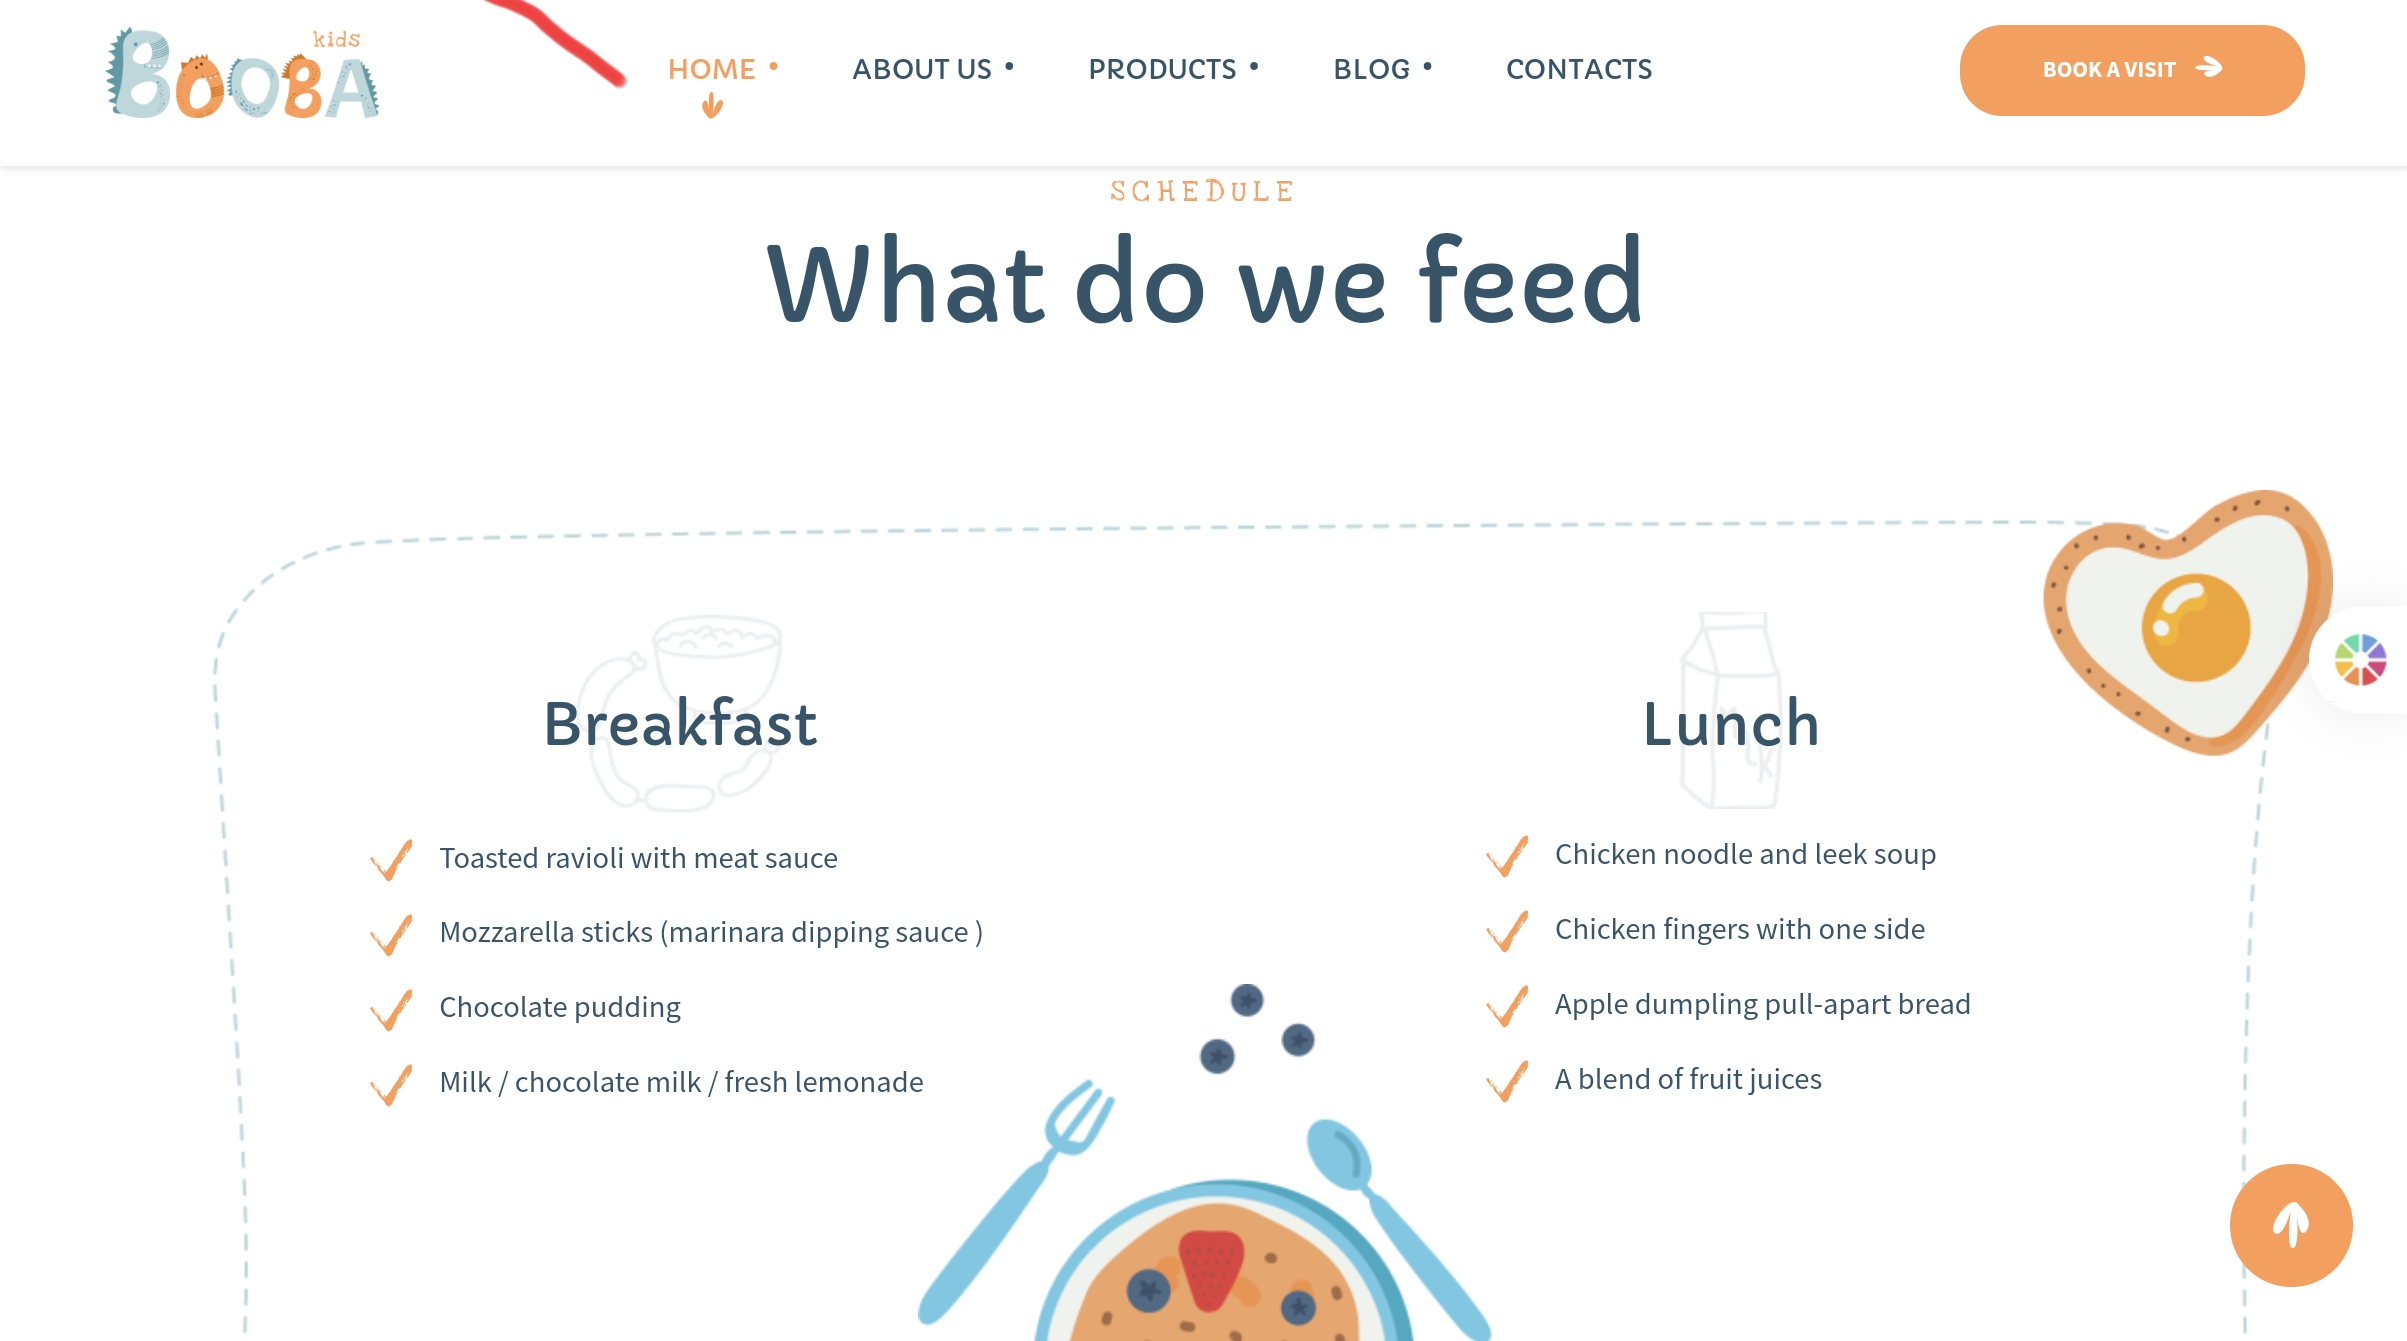 kids
BOOBA
HOME • ABOUT US • PRODUCTS • BLOG • CONTACTS
BOOK A VISIT
SCHEDULE
What do we feed
Breakfast
Toasted ravioli with meat sauce
Mozzarella sticks (marinara dipping sauce )
Chocolate pudding
Milk / chocolate milk / fresh lemonade
Lunch
Chicken noodle and leek soup
Chicken fingers with one side
Apple dumpling pull-apart bread
A blend of fruit juices